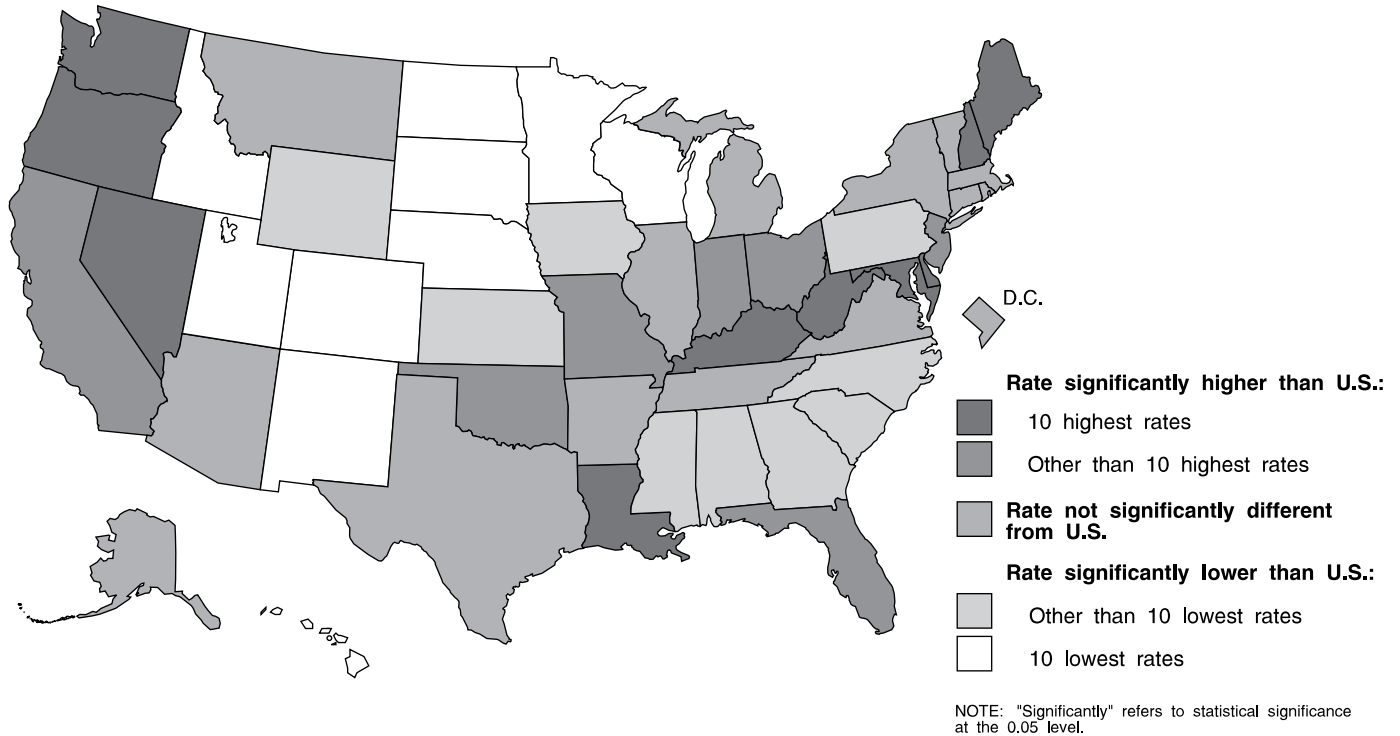 D.C.
Rate significantly higher than U.S.:
10 highest rates
Other than 10 highest rates
Rate not significantly different
from U.S.
Rate significantly lower than U.S.:
Other than 10 lowest rates
10 lowest rates
NOTE: "Significantly" refers to statistical significance
at the 0.05 level.